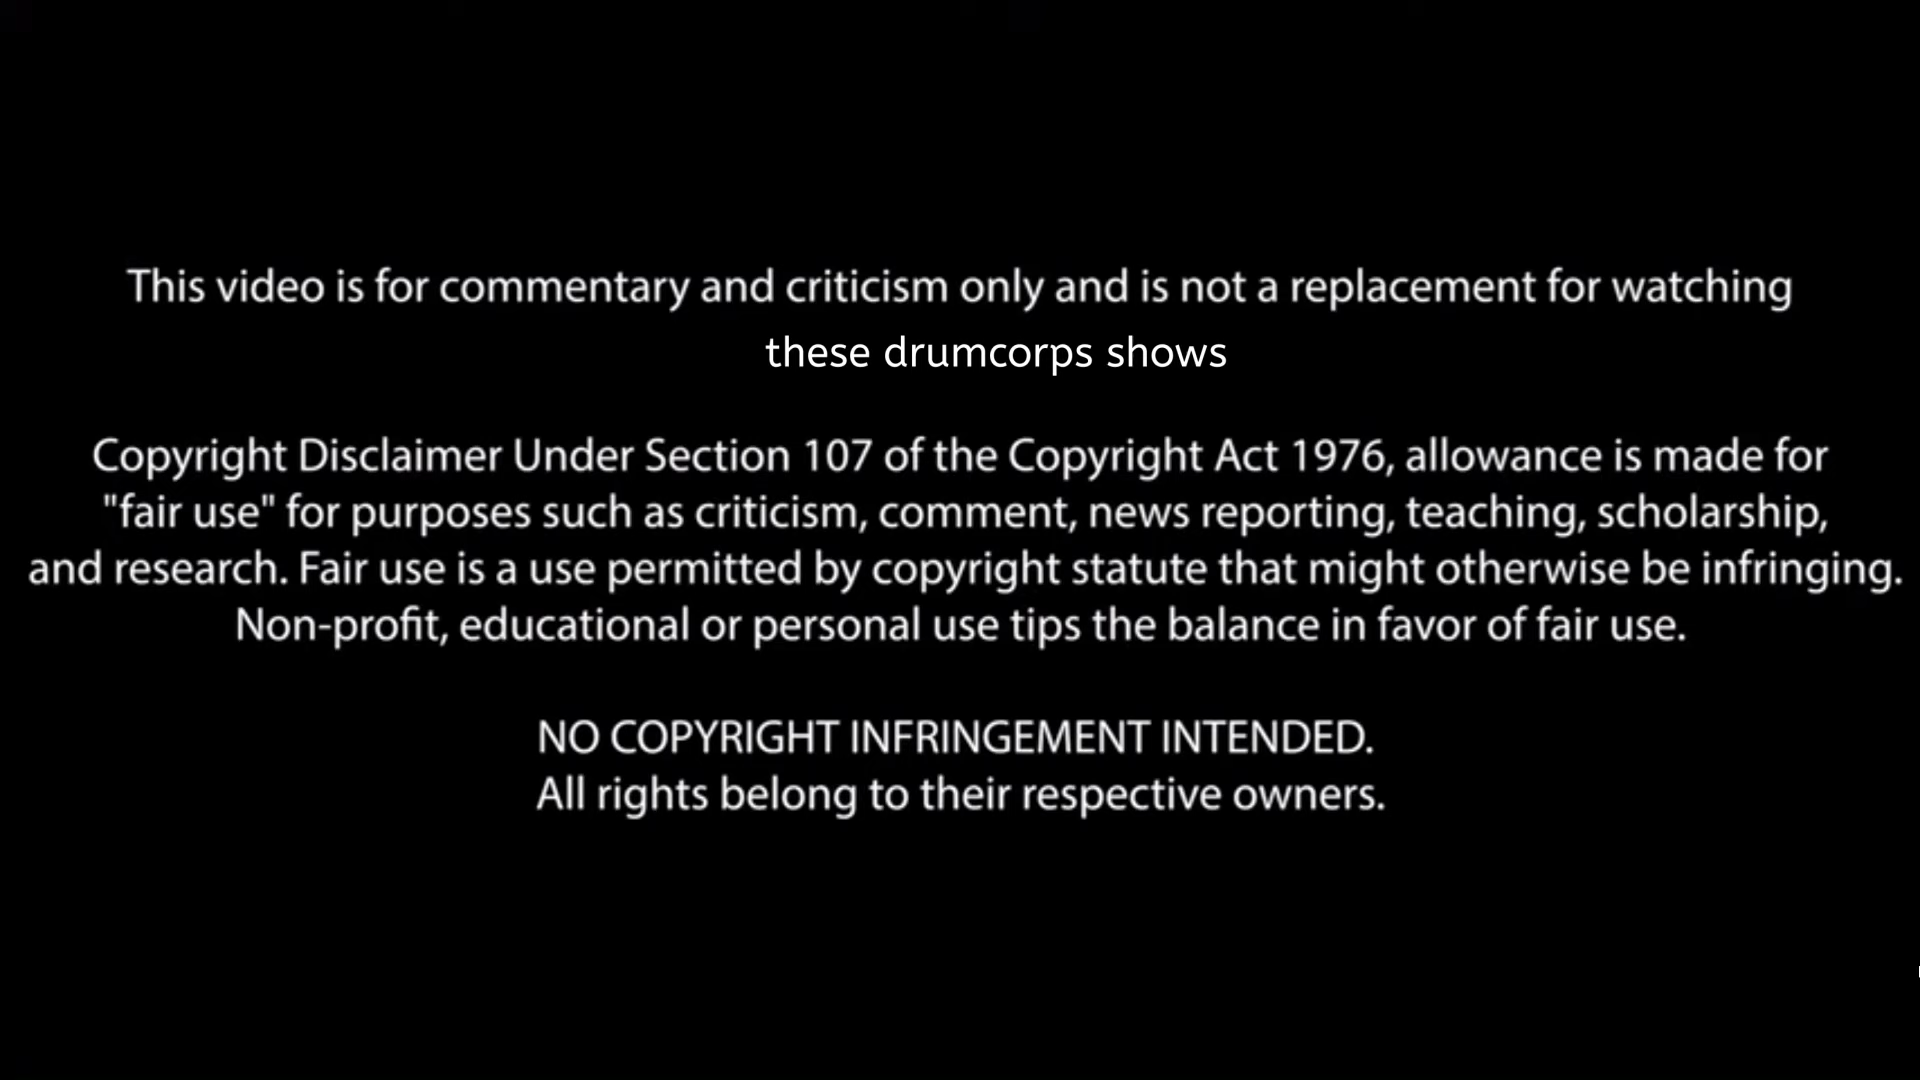 This video is for commentary and criticism only and is not a replacement for watching
these drumcorps shows
Copyright Disclaimer Under Section 107 of the Copyright Act 1976, allowance is made for
"fair use" for purposes such as criticism, comment, news reporting, teaching, scholarship,
and research. Fair use is a use permitted by copyright statute that might otherwise be infringing.
Non-profit, educational or personal use tips the balance in favor of fair use.
NO COPYRIGHT INFRINGEMENT INTENDED.
All rights belong to their respective owners.